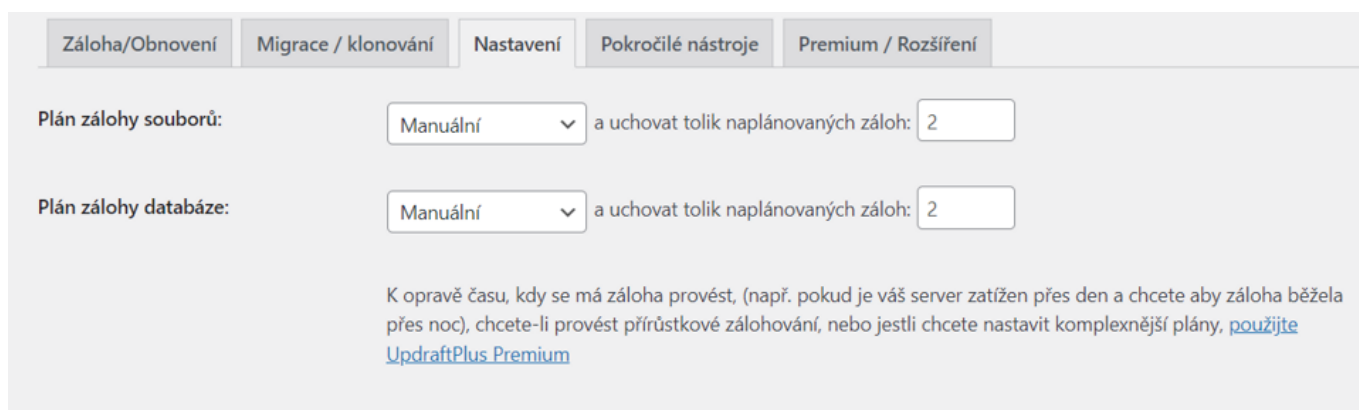 Záloha/Obnovení Migrace / klonování Nastavení Pokročilé nástroje Premium / Rozšíření
Plán zálohy souborů: Manuální a uchovat tolik naplánovaných záloh: 2
Plán zálohy databáze: Manuální a uchovat tolik naplánovaných záloh: 2
K opravě času, kdy se má záloha provést, (např. pokud je váš server zatížen přes den a chcete aby záloha běžela
přes noc), chcete-li provést přírůstkové zálohování, nebo jestli chcete nastavit komplexnější plány, použijte
UpdraftPlus Premium